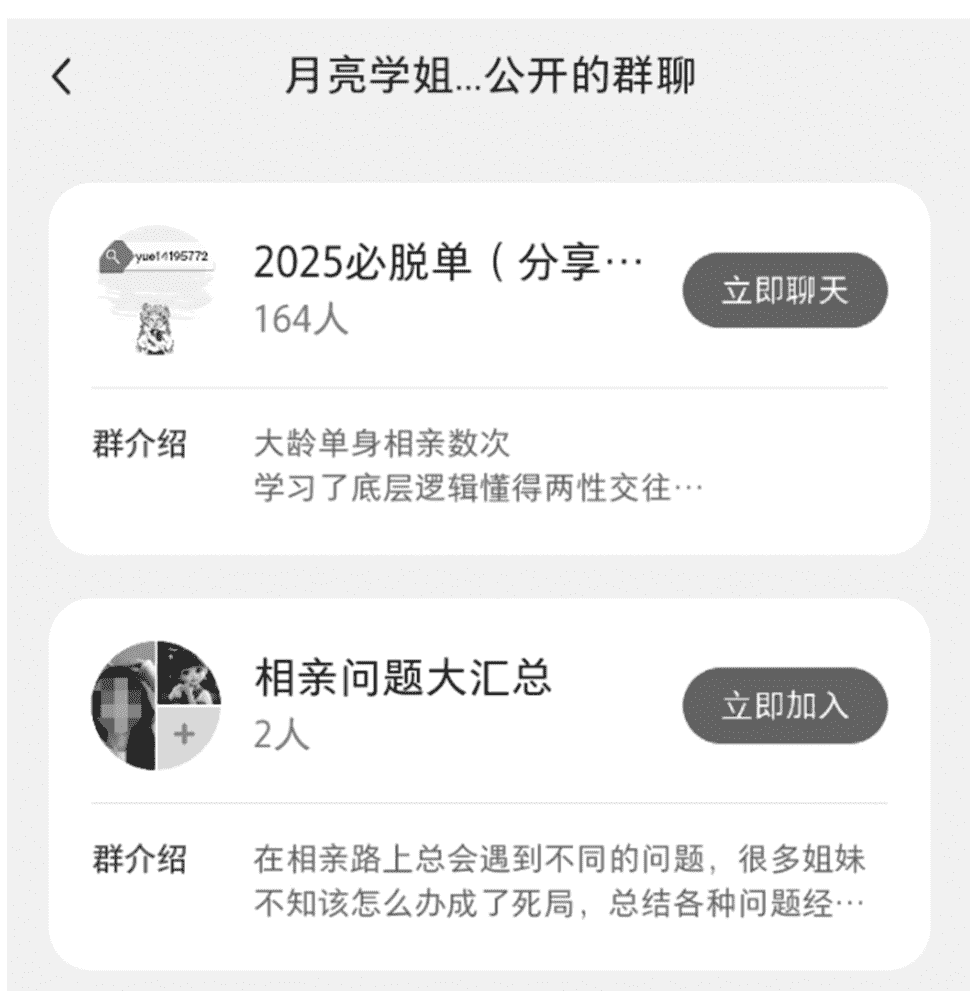 月亮学姐...公开的群聊
yue14195772
2025必脱单（分享…
164人
立即聊天
群介绍
大龄单身相亲数次
学习了底层逻辑懂得两性交往…
相亲问题大汇总
2人
立即加入
群介绍
在相亲路上总会遇到不同的问题，很多姐妹
不知该怎么办成了死局，总结各种问题经…